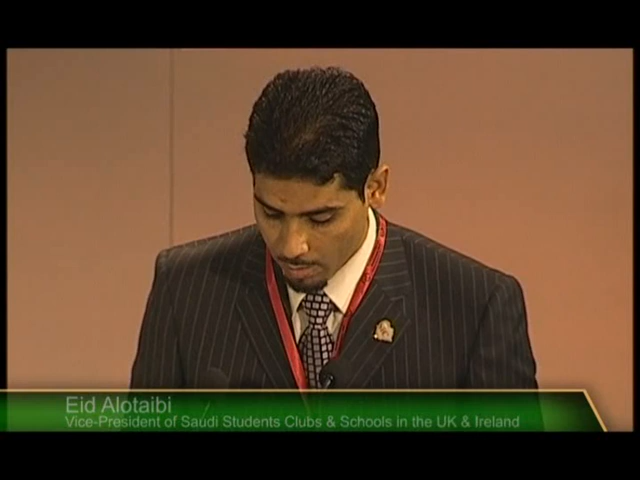 Eid Alotaibi
Vice-President of Saudi Students Clubs & Schools in the UK & Ireland